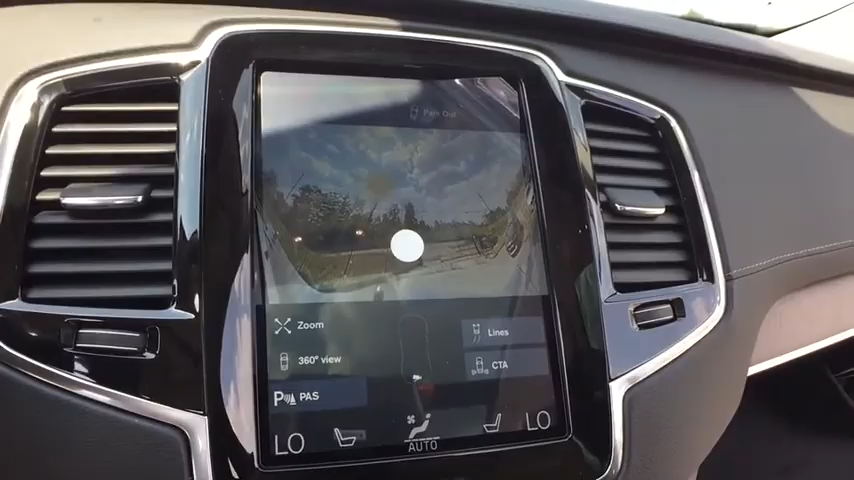 Park Out
Zoom
Lines
360° view
CTA
P PAS
LO
AUTO
LO